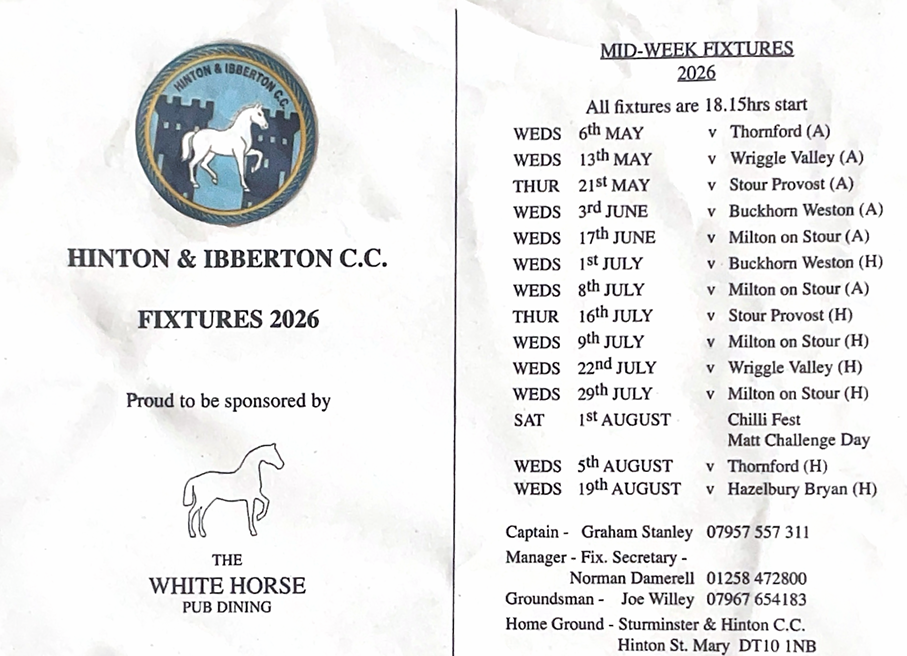 HINTON & IBBERTON C.C.
HINTON & IBBERTON C.C.
FIXTURES 2026
Proud to be sponsored by
THE
WHITE HORSE
PUB DINING
MID-WEEK FIXTURES
2026
All fixtures are 18.15hrs start
WEDS 6th MAY v Thornford (A)
WEDS 13th MAY v Wriggle Valley (A)
THUR 21st MAY v Stour Provost (A)
WEDS 3rd JUNE v Buckhorn Weston (A)
WEDS 17th JUNE v Milton on Stour (A)
WEDS 1st JULY v Buckhorn Weston (H)
WEDS 8th JULY v Milton on Stour (A)
THUR 16th JULY v Stour Provost (H)
WEDS 9th JULY v Milton on Stour (H)
WEDS 22nd JULY v Wriggle Valley (H)
WEDS 29th JULY v Milton on Stour (H)
SAT 1st AUGUST Chilli Fest
Matt Challenge Day
WEDS 5th AUGUST v Thornford (H)
WEDS 19th AUGUST v Hazelbury Bryan (H)
Captain - Graham Stanley 07957 557 311
Manager - Fix. Secretary -
Norman Damerell 01258 472800
Groundsman - Joe Willey 07967 654183
Home Ground - Sturminster & Hinton C.C.
Hinton St. Mary DT10 1NB